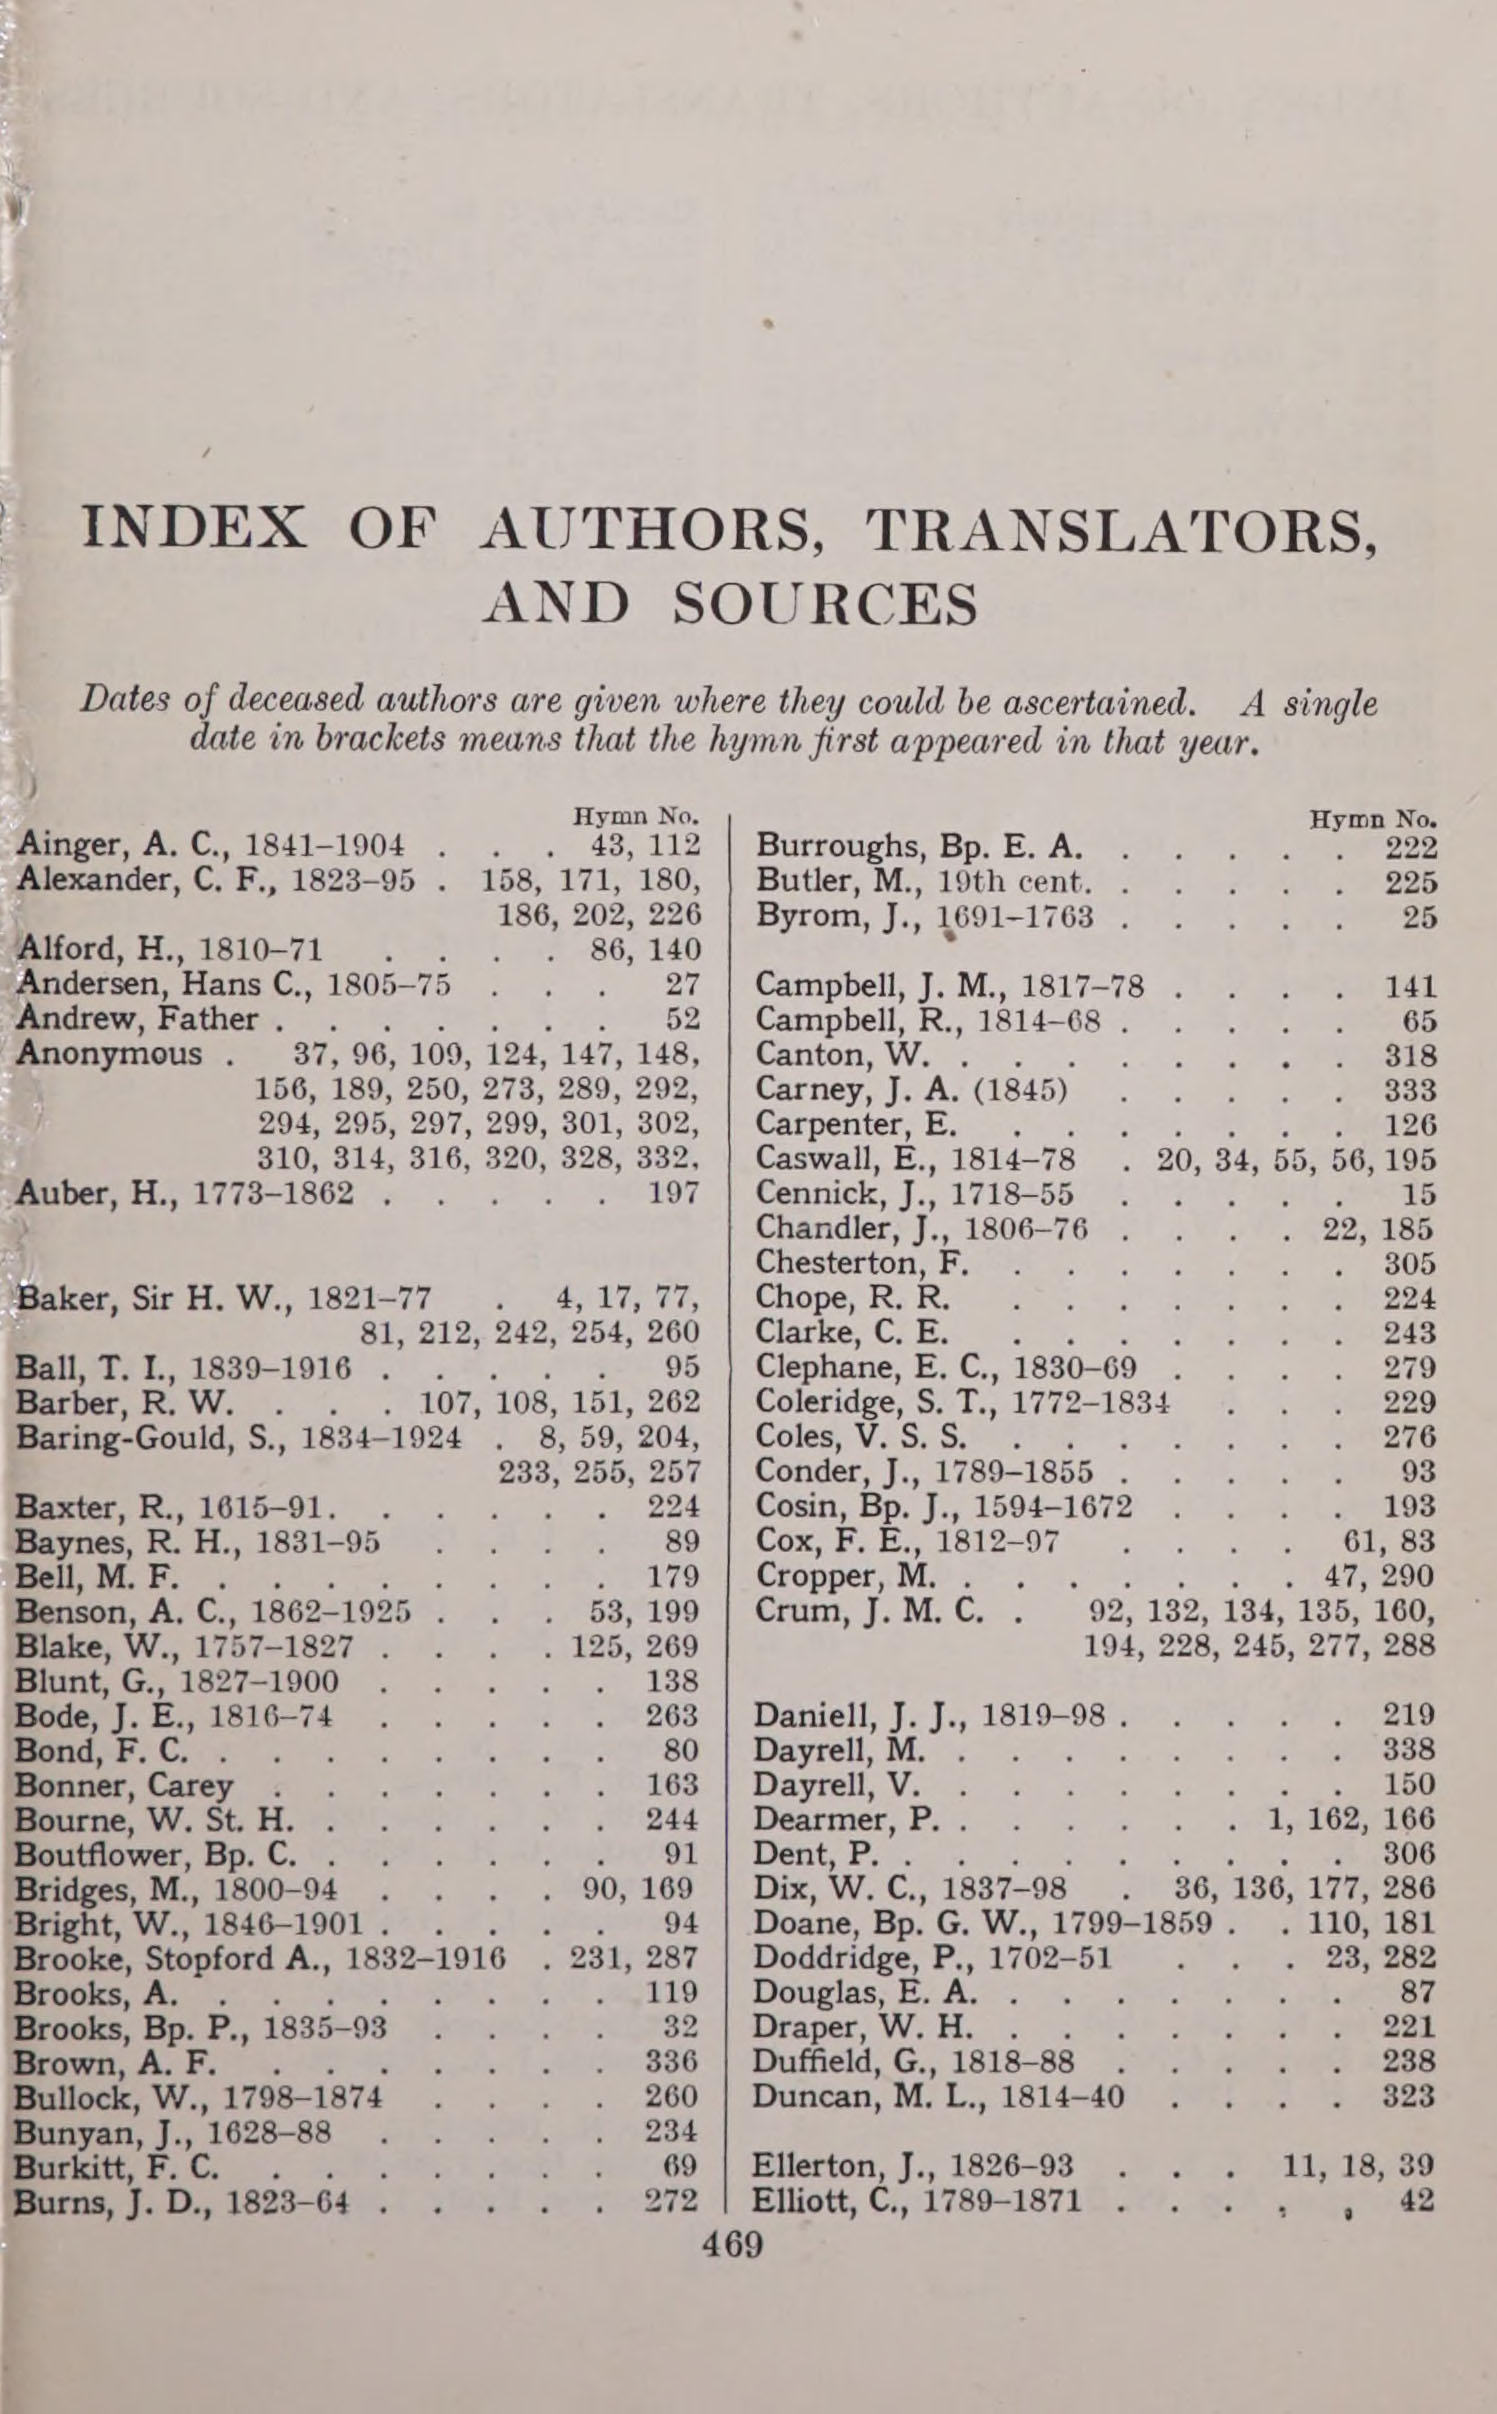 INDEX OF AUTHORS, TRANSLATORS,
AND SOURCES
Dates of deceased authors are given where they could be ascertained. A single
date in brackets means that the hymn first appeared in that year.
Hymn No.
Ainger, A. C., 1841–1904 . . . 43, 112
Alexander, C. F., 1823–95 . 158, 171, 180,
186, 202, 226
Alford, H., 1810–71 . . . . 86, 140
Andersen, Hans C., 1805–75 . . . 27
Andrew, Father . . . . . . . 52
Anonymous . 37, 96, 109, 124, 147, 148,
156, 189, 250, 273, 289, 292,
294, 295, 297, 299, 301, 302,
310, 314, 316, 320, 328, 332,
Auber, H., 1773–1862 . . . . . 197
Baker, Sir H. W., 1821–77 . 4, 17, 77,
81, 212, 242, 254, 260
Ball, T. I., 1839–1916 . . . . . 95
Barber, R. W. . . . 107, 108, 151, 262
Baring-Gould, S., 1834–1924 . 8, 59, 204,
233, 255, 257
Baxter, R., 1615–91. . . . . . 224
Baynes, R. H., 1831–95 . . . . 89
Bell, M. F. . . . . . . . . 179
Benson, A. C., 1862–1925 . . . 53, 199
Blake, W., 1757–1827 . . . . 125, 269
Blunt, G., 1827–1900 . . . . . 138
Bode, J. E., 1816–74 . . . . . 263
Bond, F. C. . . . . . . . . 80
Bonner, Carey . . . . . . . 163
Bourne, W. St. H. . . . . . . 244
Boutflower, Bp. C. . . . . . . 91
Bridges, M., 1800–94 . . . . 90, 169
Bright, W., 1846–1901 . . . . . 94
Brooke, Stopford A., 1832–1916 . 231, 287
Brooks, A. . . . . . . . . 119
Brooks, Bp. P., 1835–93 . . . . 32
Brown, A. F. . . . . . . . 336
Bullock, W., 1798–1874 . . . . 260
Bunyan, J., 1628–88 . . . . . 234
Burkitt, F. C. . . . . . . . 69
Burns, J. D., 1823–64 . . . . . 272
Hymn No.
Burroughs, Bp. E. A. . . . . . 222
Butler, M., 19th cent. . . . . . 225
Byrom, J., 1691–1763 . . . . . 25
Campbell, J. M., 1817–78 . . . . 141
Campbell, R., 1814–68 . . . . . 65
Canton, W. . . . . . . . . 318
Carney, J. A. (1845) . . . . . 333
Carpenter, E. . . . . . . . 126
Caswall, E., 1814–78 . 20, 34, 55, 56, 195
Cennick, J., 1718–55 . . . . . 15
Chandler, J., 1806–76 . . . . 22, 185
Chesterton, F. . . . . . . . 305
Chope, R. R. . . . . . . . 224
Clarke, C. E. . . . . . . . 243
Clephane, E. C., 1830–69 . . . . 279
Coleridge, S. T., 1772–1834 . . . 229
Coles, V. S. S. . . . . . . . 276
Conder, J., 1789–1855 . . . . . 93
Cosin, Bp. J., 1594–1672 . . . . 193
Cox, F. E., 1812–97 . . . . 61, 83
Cropper, M. . . . . . . . 47, 290
Crum, J. M. C. . 92, 132, 134, 135, 160,
194, 228, 245, 277, 288
Daniell, J. J., 1819–98 . . . . . 219
Dayrell, M. . . . . . . . . 338
Dayrell, V. . . . . . . . . 150
Dearmer, P. . . . . . . 1, 162, 166
Dent, P. . . . . . . . . . 306
Dix, W. C., 1837–98 . 36, 136, 177, 286
Doane, Bp. G. W., 1799–1859 . . 110, 181
Doddridge, P., 1702–51 . . . 23, 282
Douglas, E. A. . . . . . . . 87
Draper, W. H. . . . . . . . 221
Duffield, G., 1818–88 . . . . . 238
Duncan, M. L., 1814–40 . . . . 323
Ellerton, J., 1826–93 . . . 11, 18, 39
Elliott, C., 1789–1871 . . . . . 42
469